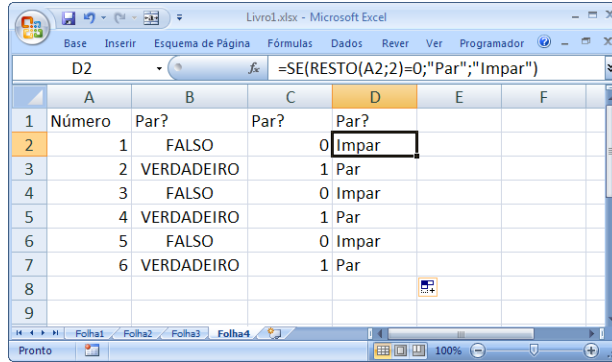 Livro1.xlsx - Microsoft Excel
Base Inserir Esquema de Página Fórmulas Dados Rever Ver Programador
D2 fx =SE(RESTO(A2;2)=0;"Par";"Impar")
A B C D E F
1 Número Par? Par? Par?
2 1 FALSO 0 Impar
3 2 VERDADEIRO 1 Par
4 3 FALSO 0 Impar
5 4 VERDADEIRO 1 Par
6 5 FALSO 0 Impar
7 6 VERDADEIRO 1 Par
8
9
Folha1 Folha2 Folha3 Folha4
Pronto 100%